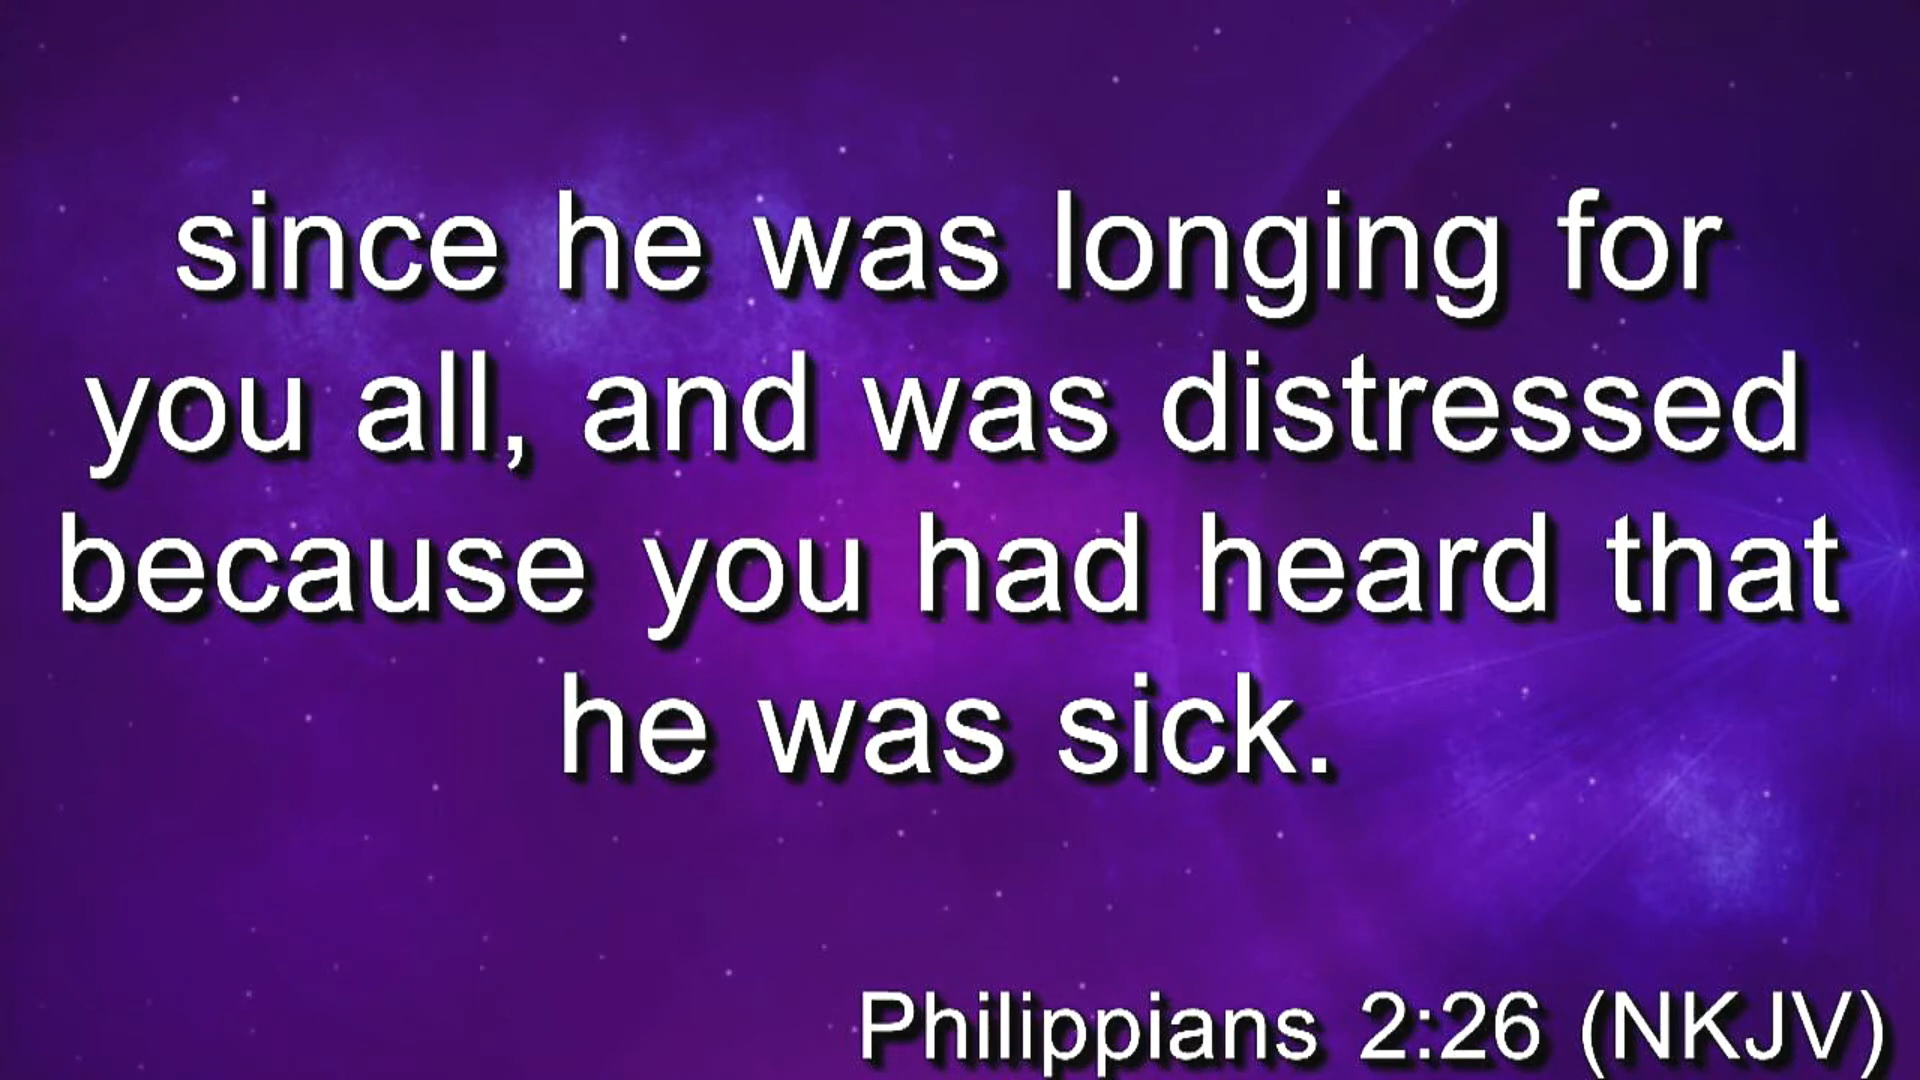 since he was longing for
you all, and was distressed
because you had heard that
he was sick.
Philippians 2:26 (NKJV)